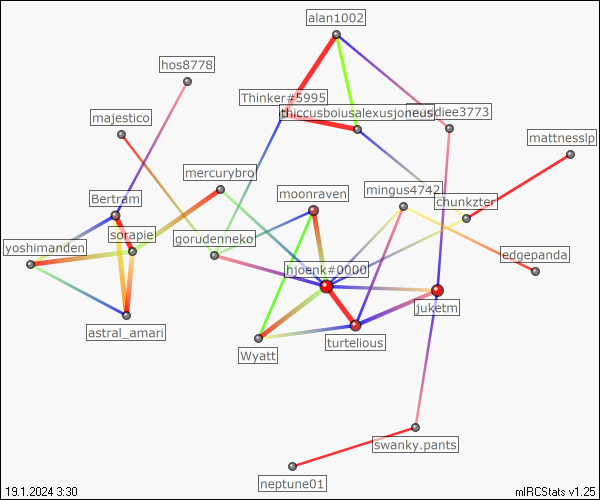 alan1002
hos8778
Thinker#5995
majestico
thiccusboiusalexusjoneus
neusdiee3773
mattnesslp
mercurybro
moonraven
mingus4742
Bertram
chunkzter
sorapie
yoshimanden
gorudenneko
edgepanda
hjoenk#0000
juketm
astral_amari
turtelious
Wyatt
swanky.pants
neptune01
19.1.2024 3:30
mIRCStats v1.25